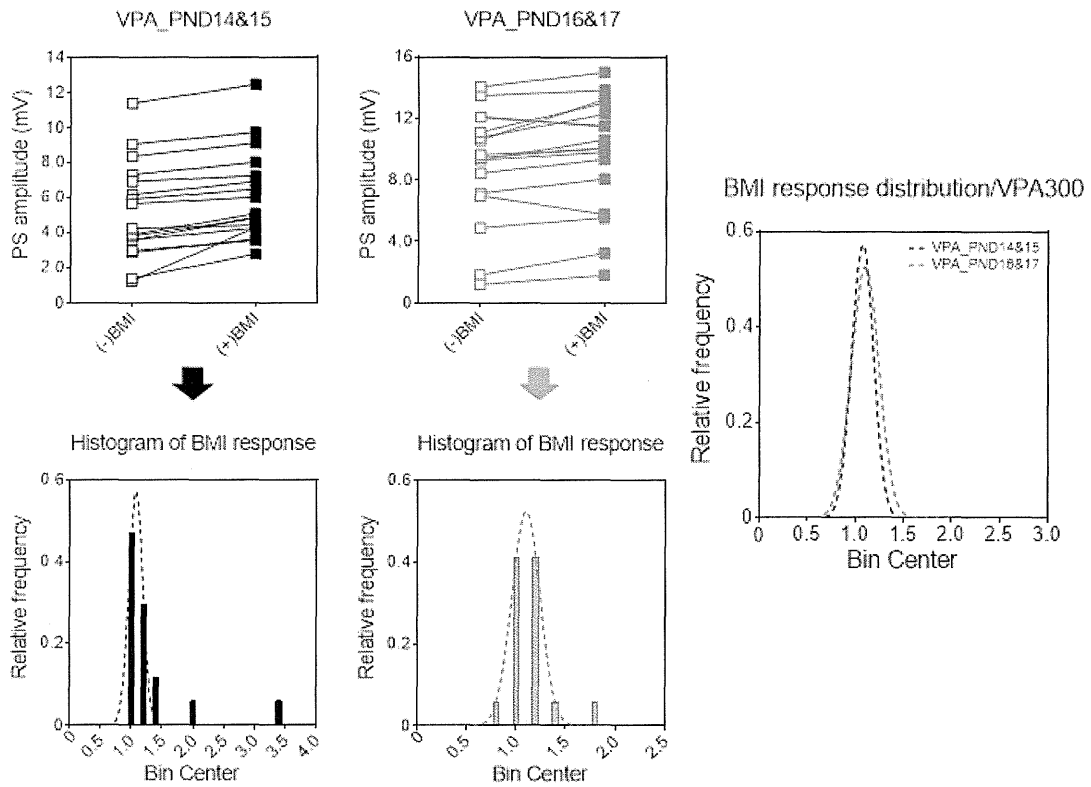 VPA_PND14&15
PS amplitude (mV)
14
12
10
8.0
6.0
4.0
2.0
0
(-)BMI
(+)BMI
VPA_PND16&17
PS amplitude (mV)
16
12
8.0
4.0
0
(-)BMI
(+)BMI
Histogram of BMI response
Relative frequency
0.6
0.4
0.2
0
0
0.5
1.0
1.5
2.0
2.5
3.0
3.5
4.0
Bin Center
Histogram of BMI response
Relative frequency
0.6
0.4
0.2
0
0
0.5
1.0
1.5
2.0
2.5
Bin Center
BMI response distribution/VPA300
VPA_PND14&15
VPA_PND16&17
Relative frequency
0.6
0.4
0.2
0
0
0.5
1.0
1.5
2.0
2.5
3.0
Bin Center